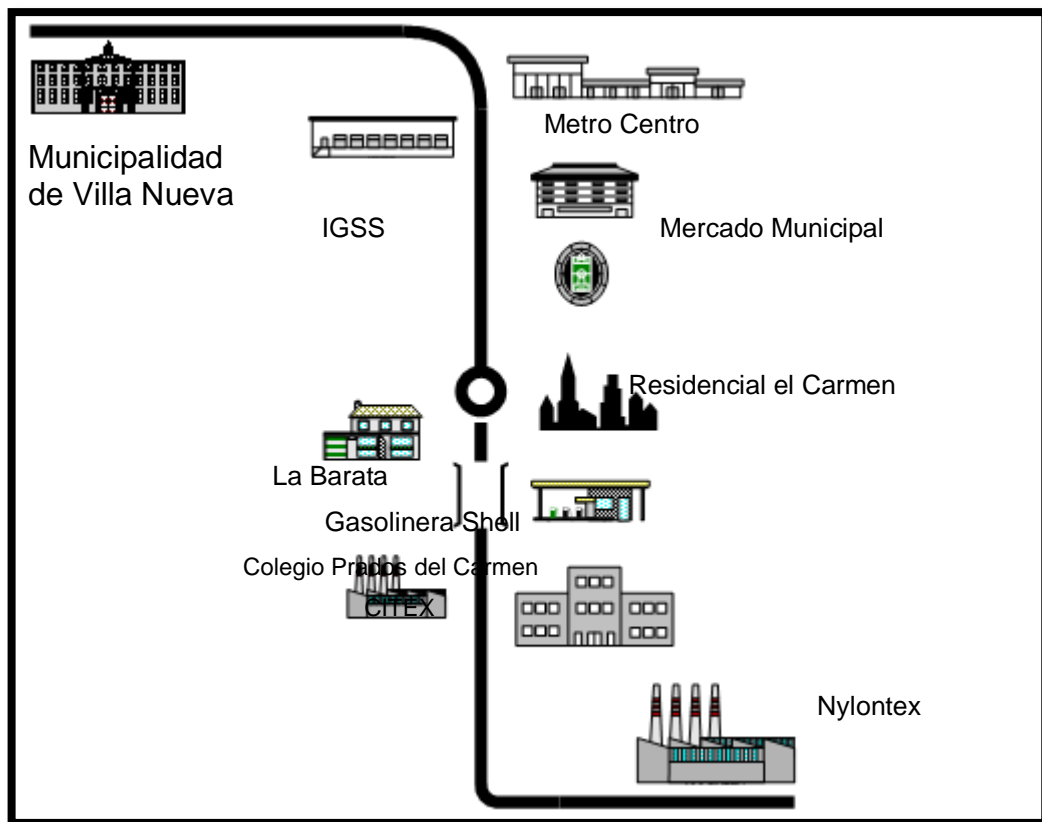 Metro Centro
Municipalidad
de Villa Nueva
IGSS
Mercado Municipal
Residencial el Carmen
La Barata
Gasolinera Shell
Colegio Prados del Carmen
CITEX
Nylontex